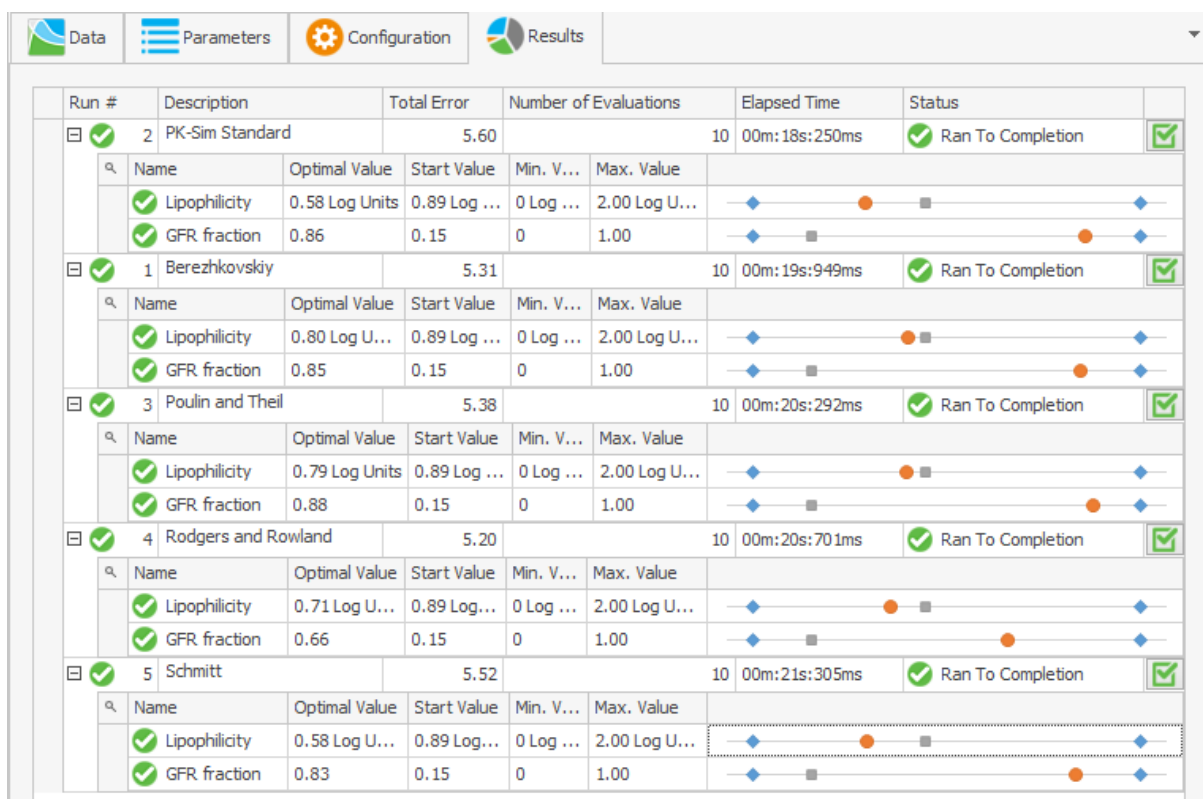 Data Parameters Configuration Results
Run # Description Total Error Number of Evaluations Elapsed Time Status
2 PK-Sim Standard 5.60 10 00m:18s:250ms Ran To Completion
Name Optimal Value Start Value Min. V... Max. Value
Lipophilicity 0.58 Log Units 0.89 Log ... 0 Log ... 2.00 Log U...
GFR fraction 0.86 0.15 0 1.00
1 Berezhkovskiy 5.31 10 00m:19s:949ms Ran To Completion
Name Optimal Value Start Value Min. V... Max. Value
Lipophilicity 0.80 Log U... 0.89 Log ... 0 Log ... 2.00 Log U...
GFR fraction 0.85 0.15 0 1.00
3 Poulin and Theil 5.38 10 00m:20s:292ms Ran To Completion
Name Optimal Value Start Value Min. V... Max. Value
Lipophilicity 0.79 Log Units 0.89 Log ... 0 Log ... 2.00 Log U...
GFR fraction 0.88 0.15 0 1.00
4 Rodgers and Rowland 5.20 10 00m:20s:701ms Ran To Completion
Name Optimal Value Start Value Min. V... Max. Value
Lipophilicity 0.71 Log U... 0.89 Log... 0 Log ... 2.00 Log U...
GFR fraction 0.66 0.15 0 1.00
5 Schmitt 5.52 10 00m:21s:305ms Ran To Completion
Name Optimal Value Start Value Min. V... Max. Value
Lipophilicity 0.58 Log U... 0.89 Log... 0 Log ... 2.00 Log U...
GFR fraction 0.83 0.15 0 1.00